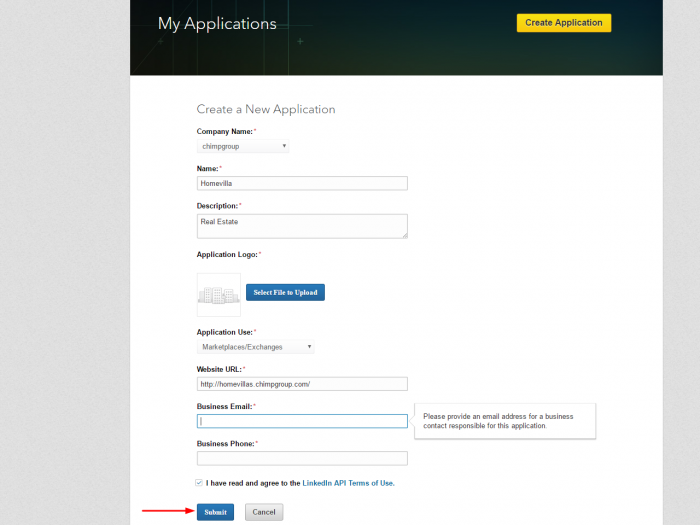 My Applications
Create Application
Create a New Application
Company Name:*
chimpgroup
Name:*
Homevilla
Description:*
Real Estate
Application Logo:*
Select File to Upload
Application Use:*
Marketplaces/Exchanges
Website URL:*
http://homevillas.chimpgroup.com/
Business Email:*
Please provide an email address for a business
contact responsible for this application.
Business Phone:*
I have read and agree to the LinkedIn API Terms of Use.
Submit
Cancel